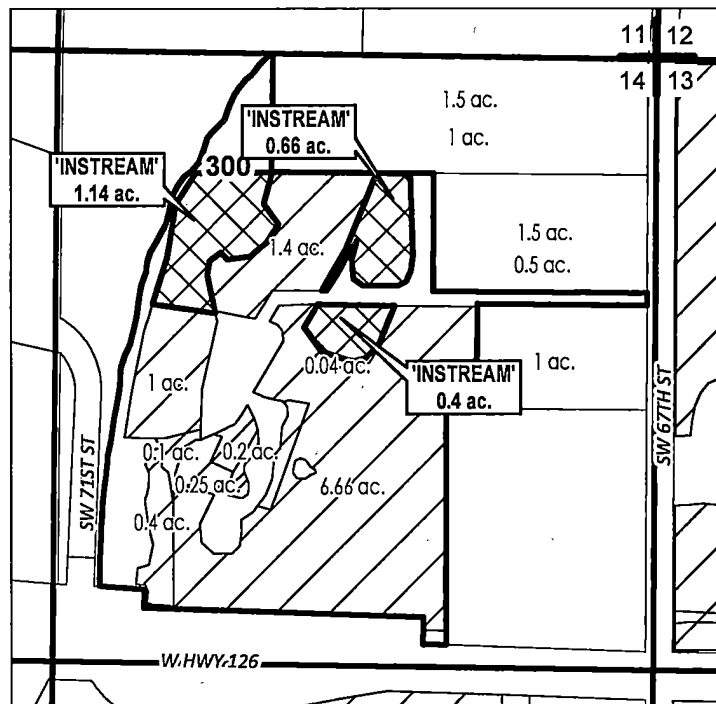 11 12
14 13
1.5 ac.
1 ac.
'INSTREAM'
0.66 ac.
'INSTREAM'
1.14 ac.
300
1.4 ac.
1.5 ac.
0.5 ac.
1 ac.
0.04 ac.
'INSTREAM'
0.4 ac.
1 ac.
0.1 ac.
0.2 ac.
0.25 ac.
0.4 ac.
6.66 ac.
SW 71ST ST
SW 67TH ST
W HWY 126